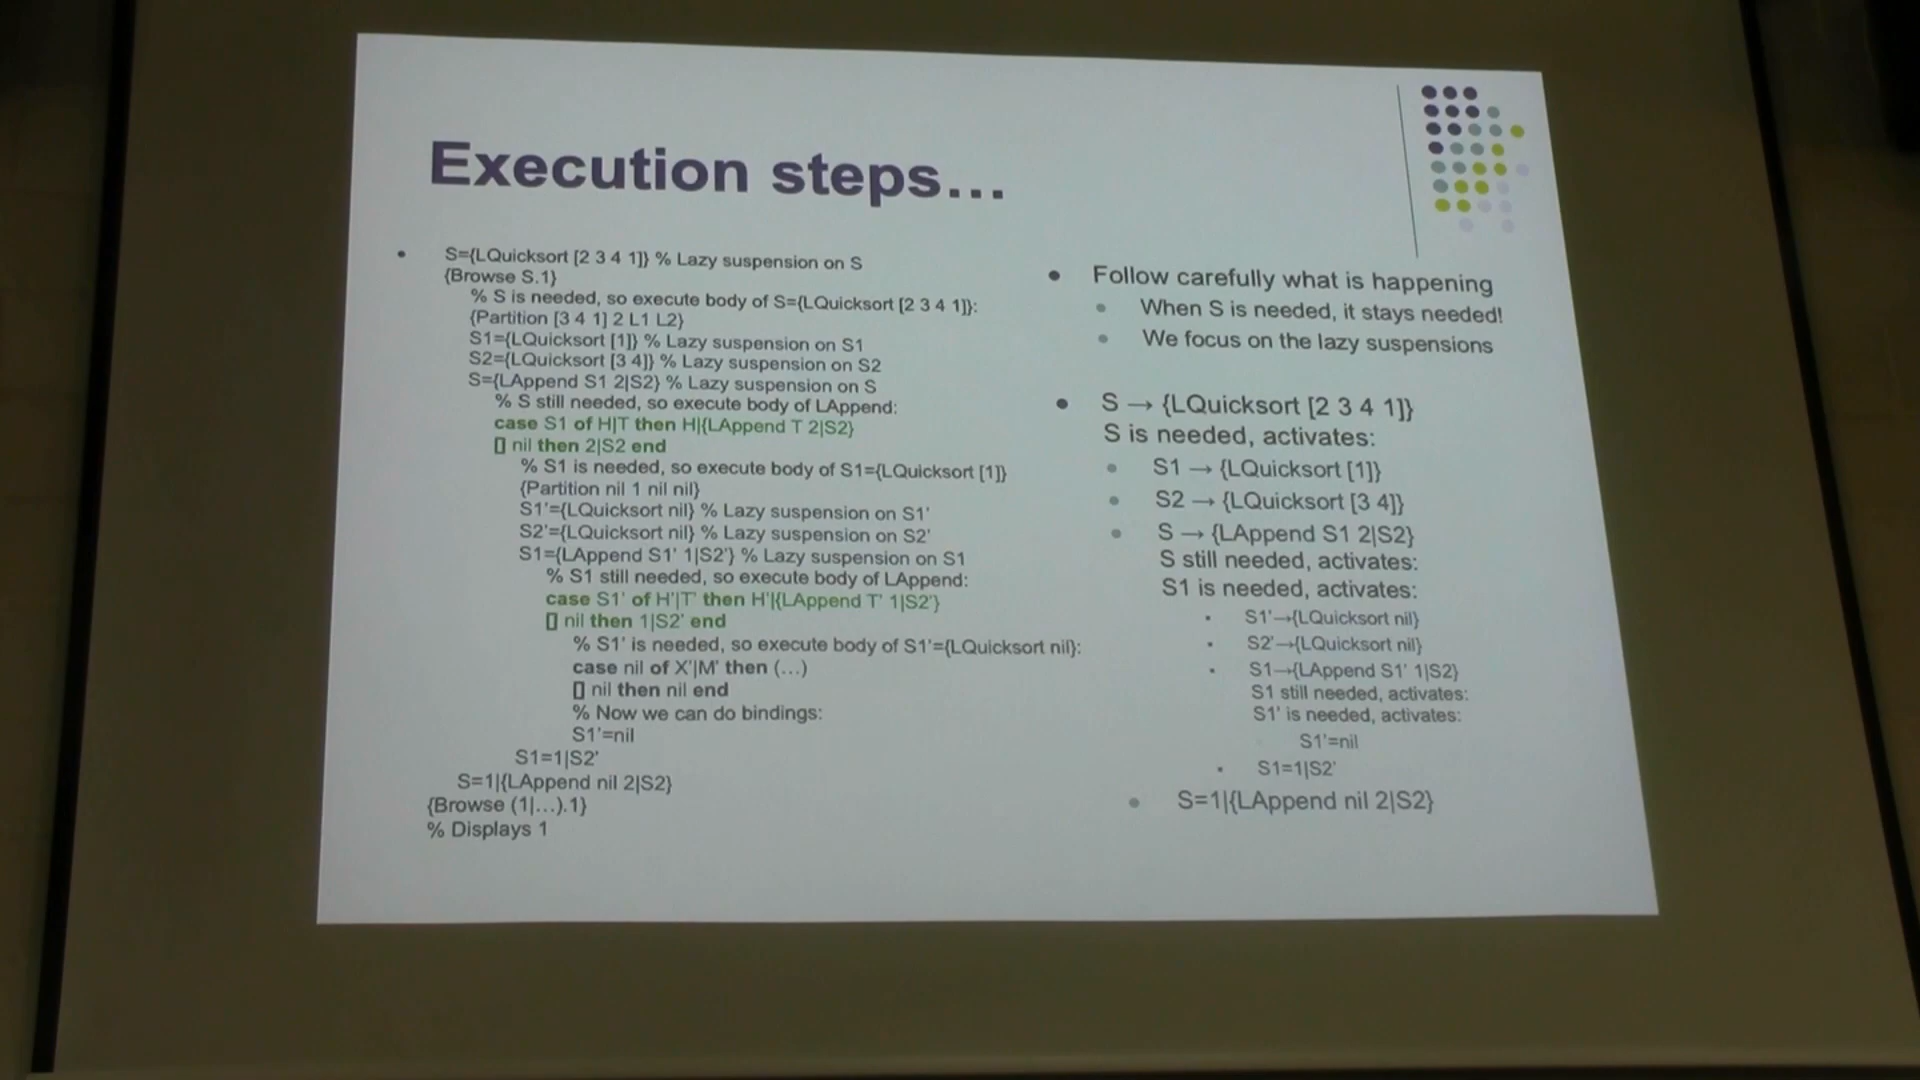 Execution steps...
S={LQuicksort [2 3 4 1]} % Lazy suspension on S
{Browse S.1}
% S is needed, so execute body of S={LQuicksort [2 3 4 1]}:
{Partition [3 4 1] 2 L1 L2}
S1={LQuicksort [1]} % Lazy suspension on S1
S2={LQuicksort [3 4]} % Lazy suspension on S2
S={LAppend S1 2|S2} % Lazy suspension on S
% S still needed, so execute body of LAppend:
case S1 of H|T then H|{LAppend T 2|S2}
[] nil then 2|S2 end
% S1 is needed, so execute body of S1={LQuicksort [1]}
{Partition nil 1 nil nil}
S1'={LQuicksort nil} % Lazy suspension on S1'
S2'={LQuicksort nil} % Lazy suspension on S2'
S1={LAppend S1' 1|S2'} % Lazy suspension on S1
% S1 still needed, so execute body of LAppend:
case S1' of H'|T' then H'|{LAppend T' 1|S2'}
[] nil then 1|S2' end
% S1' is needed, so execute body of S1'={LQuicksort nil}:
case nil of X'|M' then (...)
[] nil then nil end
% Now we can do bindings:
S1'=nil
S1=1|S2'
S=1|{LAppend nil 2|S2}
{Browse (1|...).1}
% Displays 1
Follow carefully what is happening
When S is needed, it stays needed!
We focus on the lazy suspensions
S → {LQuicksort [2 3 4 1]}
S is needed, activates:
S1 → {LQuicksort [1]}
S2 → {LQuicksort [3 4]}
S → {LAppend S1 2|S2}
S still needed, activates:
S1 is needed, activates:
S1'→{LQuicksort nil}
S2'→{LQuicksort nil}
S1→{LAppend S1' 1|S2}
S1 still needed, activates:
S1' is needed, activates:
S1'=nil
S1=1|S2'
S=1|{LAppend nil 2|S2}